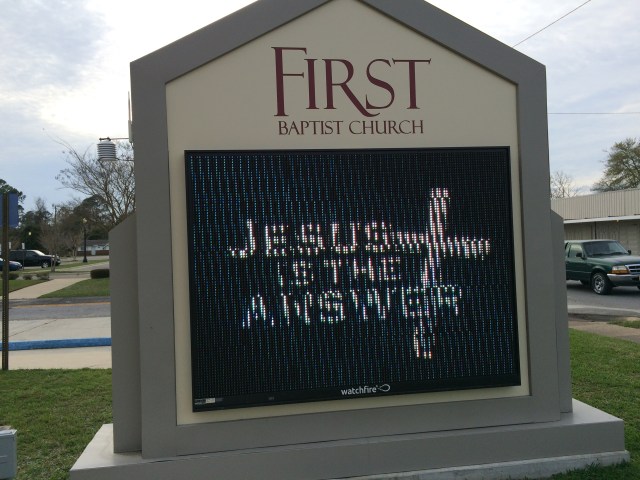 FIRST
BAPTIST CHURCH
JESUS
IS THE
ANSWER
watchfire